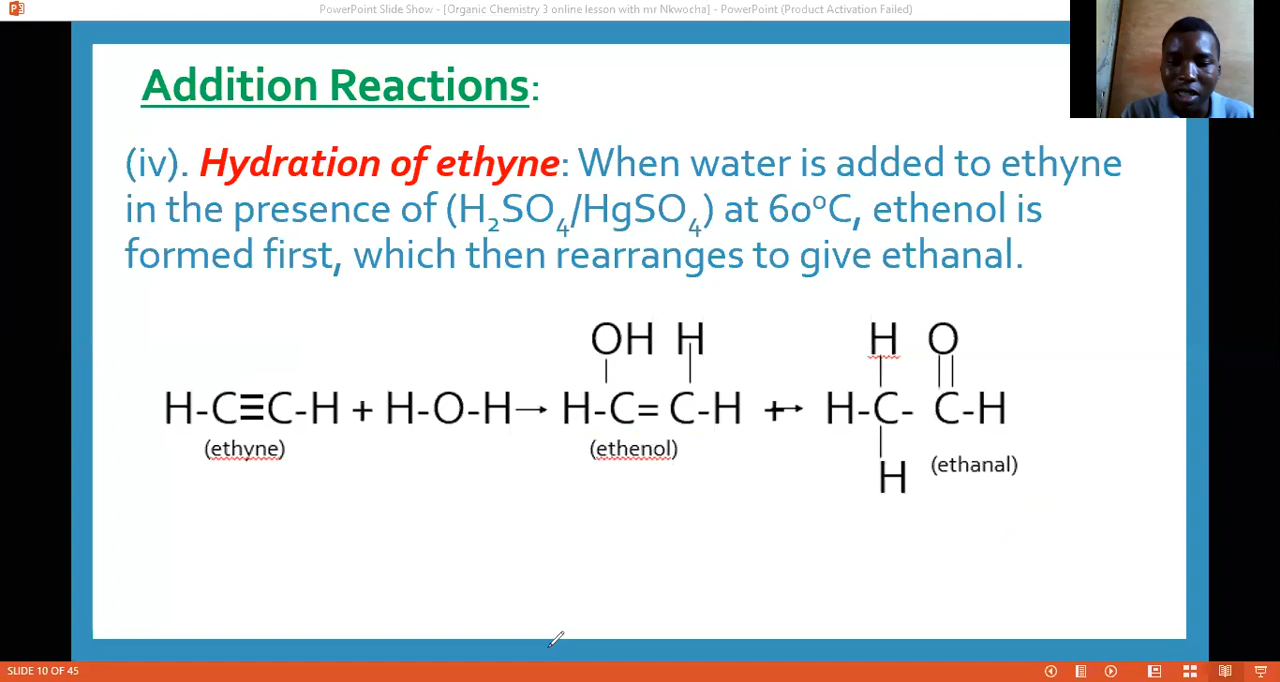 PowerPoint Slide Show - [Organic Chemistry 3 online lesson with mr Nkwocha] - PowerPoint (Product Activation Failed)
Addition Reactions:
(iv). Hydration of ethyne: When water is added to ethyne
in the presence of (H₂SO₄/HgSO₄) at 60⁰C, ethenol is
formed first, which then rearranges to give ethanal.
OH H H O
H-C≡C-H + H-O-H→ H-C= C-H +→ H-C- C-H
(ethyne) (ethenol) (ethanal)
H
SLIDE 10 OF 45